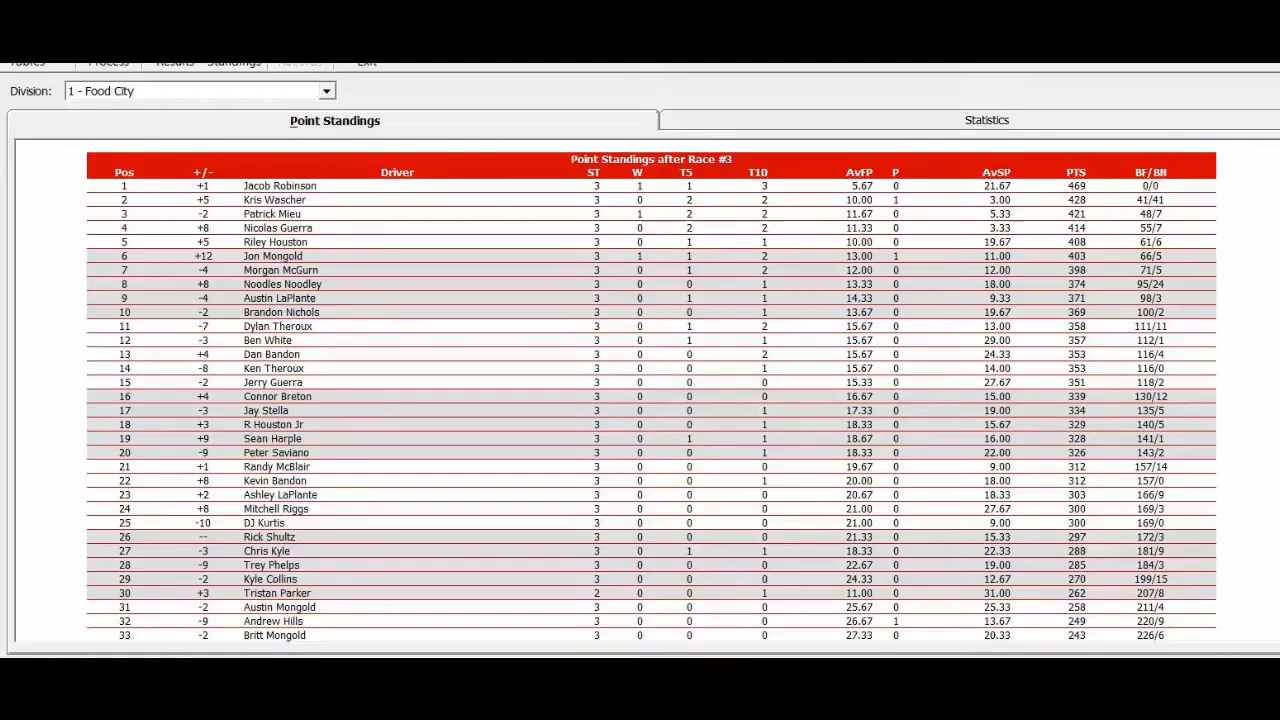 Tables Process Results Standings Records Exit
Division: 1 - Food City
Point Standings Statistics
Point Standings after Race #3
Pos +/- Driver ST W T5 T10 AvFP P AvSP PTS BF/BN
1 +1 Jacob Robinson 3 1 1 3 5.67 0 21.67 469 0/0
2 +5 Kris Wascher 3 0 2 2 10.00 1 3.00 428 41/41
3 -2 Patrick Mieu 3 1 2 2 11.67 0 5.33 421 48/7
4 +8 Nicolas Guerra 3 0 2 2 11.33 0 3.33 414 55/7
5 +5 Riley Houston 3 0 1 1 10.00 0 19.67 408 61/6
6 +12 Jon Mongold 3 1 1 2 13.00 1 11.00 403 66/5
7 -4 Morgan McGurn 3 0 1 2 12.00 0 12.00 398 71/5
8 +8 Noodles Noodley 3 0 1 1 13.33 0 18.00 374 95/24
9 -4 Austin LaPlante 3 0 1 1 14.33 0 9.33 371 98/3
10 -2 Brandon Nichols 3 0 0 1 13.67 0 19.67 369 100/2
11 -7 Dylan Theroux 3 0 1 2 15.67 0 13.00 358 111/11
12 -3 Ben White 3 0 1 1 15.67 0 29.00 357 112/1
13 +4 Dan Bandon 3 0 0 2 15.67 0 24.33 353 116/4
14 -8 Ken Theroux 3 0 0 1 15.67 0 14.00 353 116/0
15 -2 Jerry Guerra 3 0 0 0 15.33 0 27.67 351 118/2
16 +4 Connor Breton 3 0 0 0 16.67 0 15.00 339 130/12
17 -3 Jay Stella 3 0 0 1 17.33 0 19.00 334 135/5
18 +3 R Houston Jr 3 0 0 1 18.33 0 15.67 329 140/5
19 +9 Sean Harple 3 0 1 1 18.67 0 16.00 328 141/1
20 -9 Peter Saviano 3 0 0 1 18.33 0 22.00 326 143/2
21 +1 Randy McBlair 3 0 0 0 19.67 0 9.00 312 157/14
22 +8 Kevin Bandon 3 0 0 1 20.00 0 18.00 312 157/0
23 +2 Ashley LaPlante 3 0 0 0 20.67 0 18.33 303 166/9
24 +8 Mitchell Riggs 3 0 0 0 21.00 0 27.67 300 169/3
25 -10 DJ Kurtis 3 0 0 0 21.00 0 9.00 300 169/0
26 -- Rick Shultz 3 0 0 0 21.33 0 15.33 297 172/3
27 -3 Chris Kyle 3 0 1 1 18.33 0 22.33 288 181/9
28 -9 Trey Phelps 3 0 0 0 22.67 0 19.00 285 184/3
29 -2 Kyle Collins 3 0 0 0 24.33 0 12.67 270 199/15
30 +3 Tristan Parker 2 0 0 1 11.00 0 31.00 262 207/8
31 -2 Austin Mongold 3 0 0 0 25.67 0 25.33 258 211/4
32 -9 Andrew Hills 3 0 0 0 26.67 1 13.67 249 220/9
33 -2 Britt Mongold 3 0 0 0 27.33 0 20.33 243 226/6